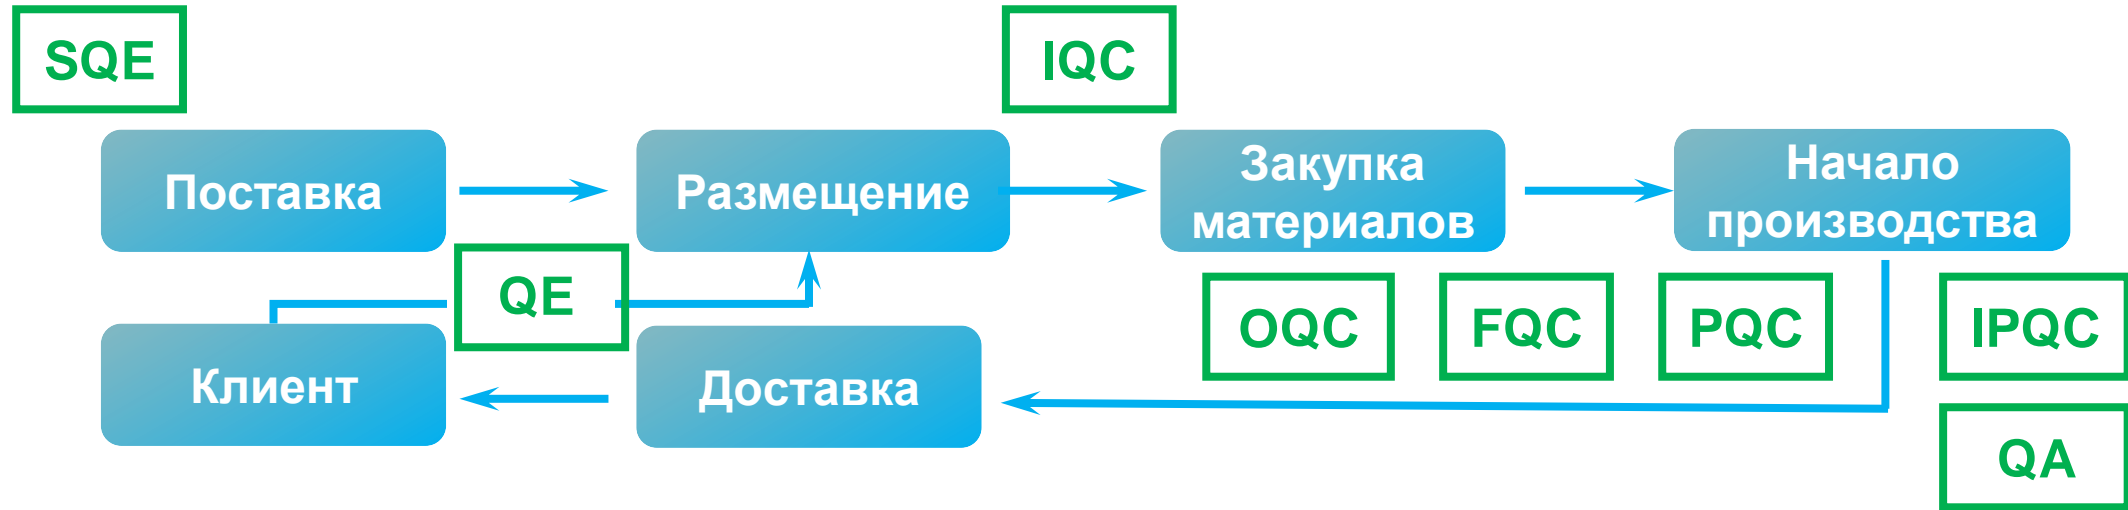 SQE
IQC
Поставка
Размещение
Закупка
материалов
Начало
производства
QE
OQC
FQC
PQC
IPQC
Клиент
Доставка
QA